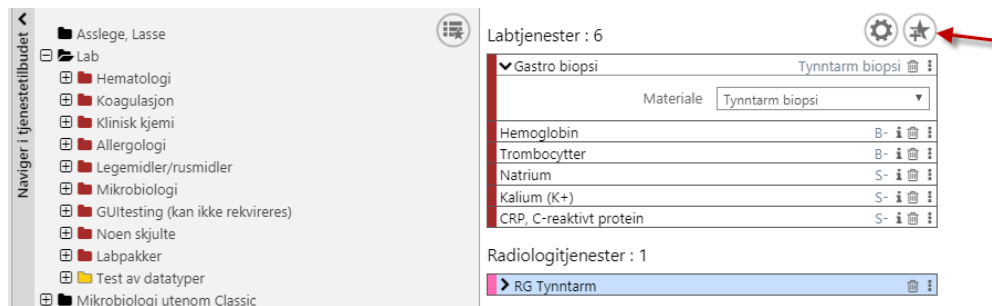 Naviger i tjenestetilbudet
Asslege, Lasse
Lab
Hematologi
Koagulasjon
Klinisk kjemi
Allergologi
Legemidler/rusmidler
Mikrobiologi
GUItesting (kan ikke rekvireres)
Noen skjulte
Labpakker
Test av datatyper
Mikrobiologi utenom Classic
Labtjenester : 6
Gastro biopsi Tynntarm biopsi
Materiale Tynntarm biopsi
Hemoglobin B-
Trombocytter B-
Natrium S-
Kalium (K+) S-
CRP, C-reaktivt protein S-
Radiologitjenester : 1
RG Tynntarm